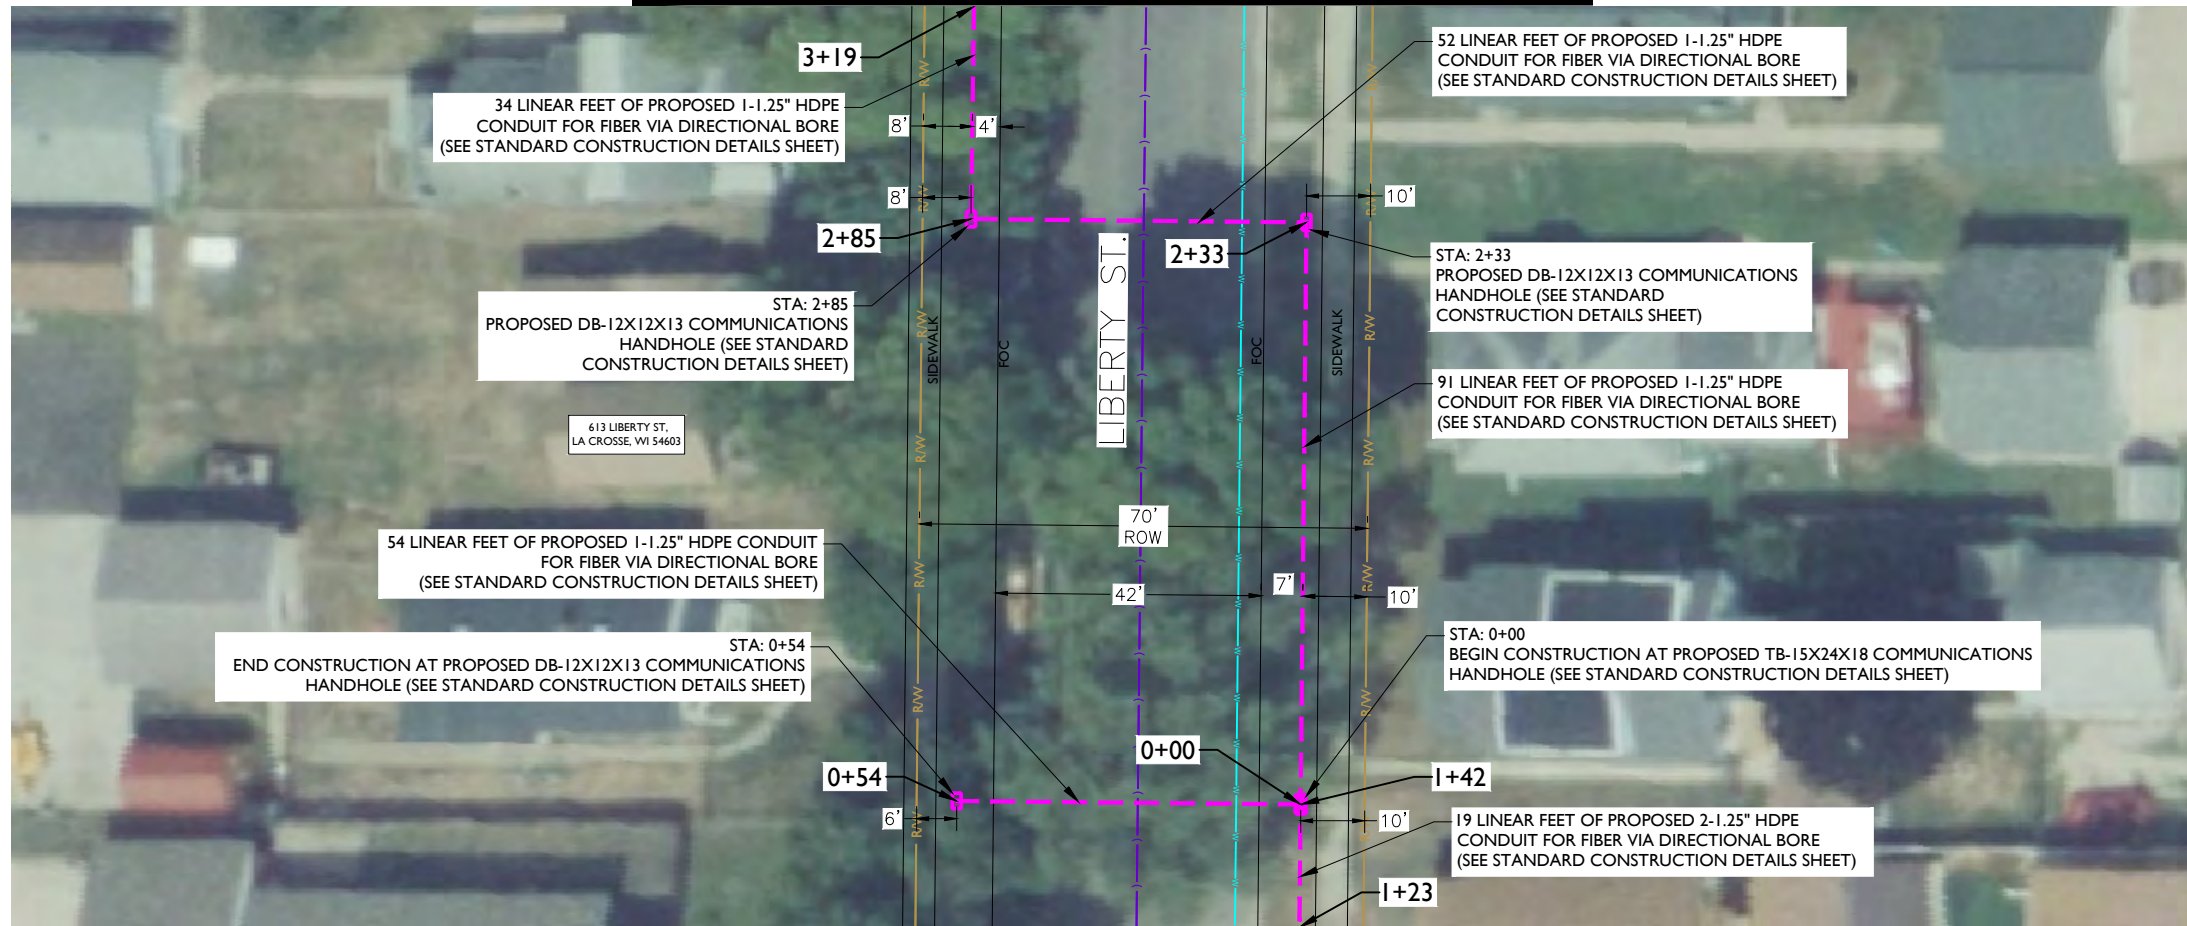 3+19
34 LINEAR FEET OF PROPOSED 1-1.25" HDPE
CONDUIT FOR FIBER VIA DIRECTIONAL BORE
(SEE STANDARD CONSTRUCTION DETAILS SHEET)
52 LINEAR FEET OF PROPOSED 1-1.25" HDPE
CONDUIT FOR FIBER VIA DIRECTIONAL BORE
(SEE STANDARD CONSTRUCTION DETAILS SHEET)
R/W
R/W
8'
4'
8'
R/W
10'
R/W
2+85
2+33
LIBERTY ST.
STA: 2+85
PROPOSED DB-12X12X13 COMMUNICATIONS
HANDHOLE (SEE STANDARD
CONSTRUCTION DETAILS SHEET)
STA: 2+33
PROPOSED DB-12X12X13 COMMUNICATIONS
HANDHOLE (SEE STANDARD
CONSTRUCTION DETAILS SHEET)
R/W
SIDEWALK
FOC
FOC
SIDEWALK
R/W
91 LINEAR FEET OF PROPOSED 1-1.25" HDPE
CONDUIT FOR FIBER VIA DIRECTIONAL BORE
(SEE STANDARD CONSTRUCTION DETAILS SHEET)
613 LIBERTY ST,
LA CROSSE, WI 54603
R/W
R/W
70'
ROW
54 LINEAR FEET OF PROPOSED 1-1.25" HDPE CONDUIT
FOR FIBER VIA DIRECTIONAL BORE
(SEE STANDARD CONSTRUCTION DETAILS SHEET)
R/W
42'
7'
R/W
10'
STA: 0+54
END CONSTRUCTION AT PROPOSED DB-12X12X13 COMMUNICATIONS
HANDHOLE (SEE STANDARD CONSTRUCTION DETAILS SHEET)
STA: 0+00
BEGIN CONSTRUCTION AT PROPOSED TB-15X24X18 COMMUNICATIONS
HANDHOLE (SEE STANDARD CONSTRUCTION DETAILS SHEET)
R/W
R/W
0+00
0+54
1+42
6'
R/W
10'
19 LINEAR FEET OF PROPOSED 2-1.25" HDPE
CONDUIT FOR FIBER VIA DIRECTIONAL BORE
(SEE STANDARD CONSTRUCTION DETAILS SHEET)
1+23